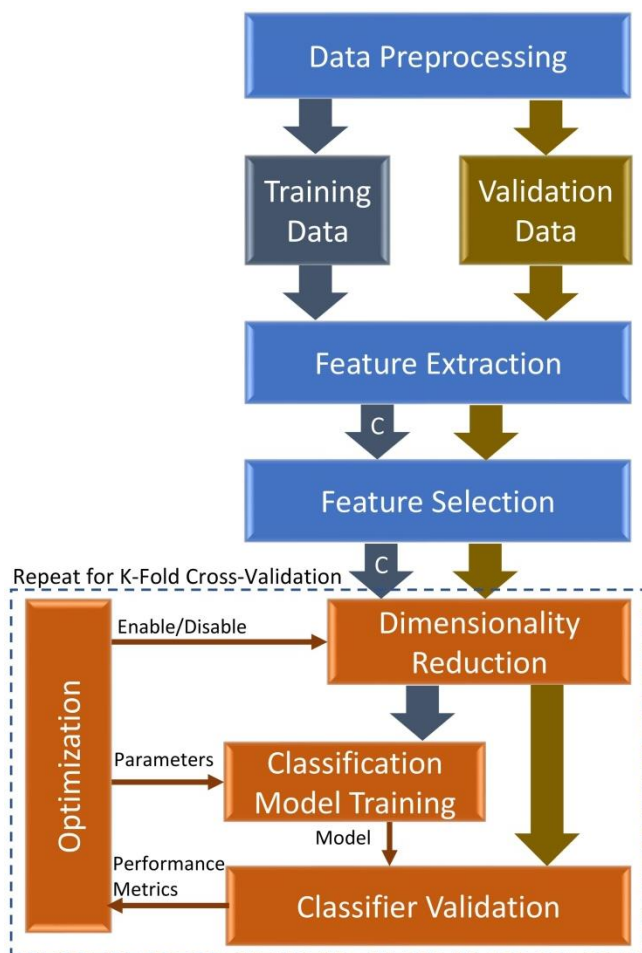 Data Preprocessing
Training
Data
Validation
Data
Feature Extraction
C
Feature Selection
C
Repeat for K-Fold Cross-Validation
Optimization
Enable/Disable
Dimensionality
Reduction
Parameters
Classification
Model Training
Model
Performance
Metrics
Classifier Validation